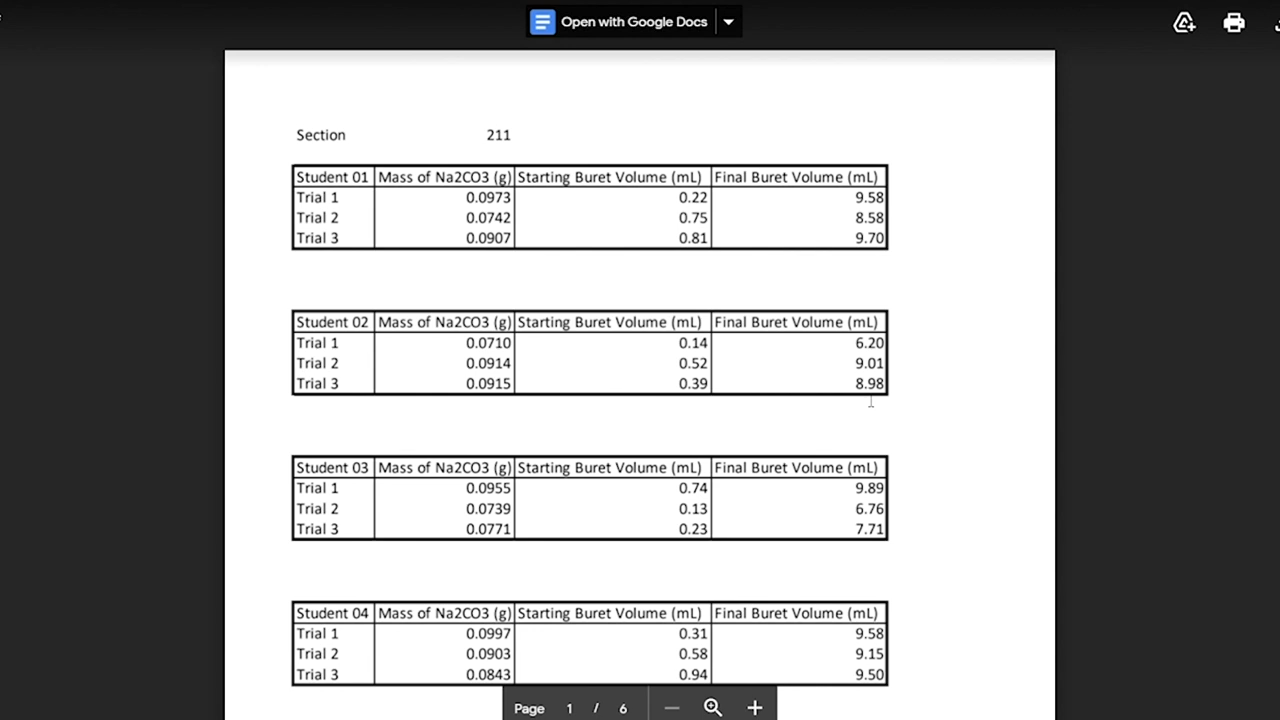 Open with Google Docs
Section 211
Student 01 Mass of Na2CO3 (g) Starting Buret Volume (mL) Final Buret Volume (mL)
Trial 1 0.0973 0.22 9.58
Trial 2 0.0742 0.75 8.58
Trial 3 0.0907 0.81 9.70
Student 02 Mass of Na2CO3 (g) Starting Buret Volume (mL) Final Buret Volume (mL)
Trial 1 0.0710 0.14 6.20
Trial 2 0.0914 0.52 9.01
Trial 3 0.0915 0.39 8.98
Student 03 Mass of Na2CO3 (g) Starting Buret Volume (mL) Final Buret Volume (mL)
Trial 1 0.0955 0.74 9.89
Trial 2 0.0739 0.13 6.76
Trial 3 0.0771 0.23 7.71
Student 04 Mass of Na2CO3 (g) Starting Buret Volume (mL) Final Buret Volume (mL)
Trial 1 0.0997 0.31 9.58
Trial 2 0.0903 0.58 9.15
Trial 3 0.0843 0.94 9.50
Page 1 / 6